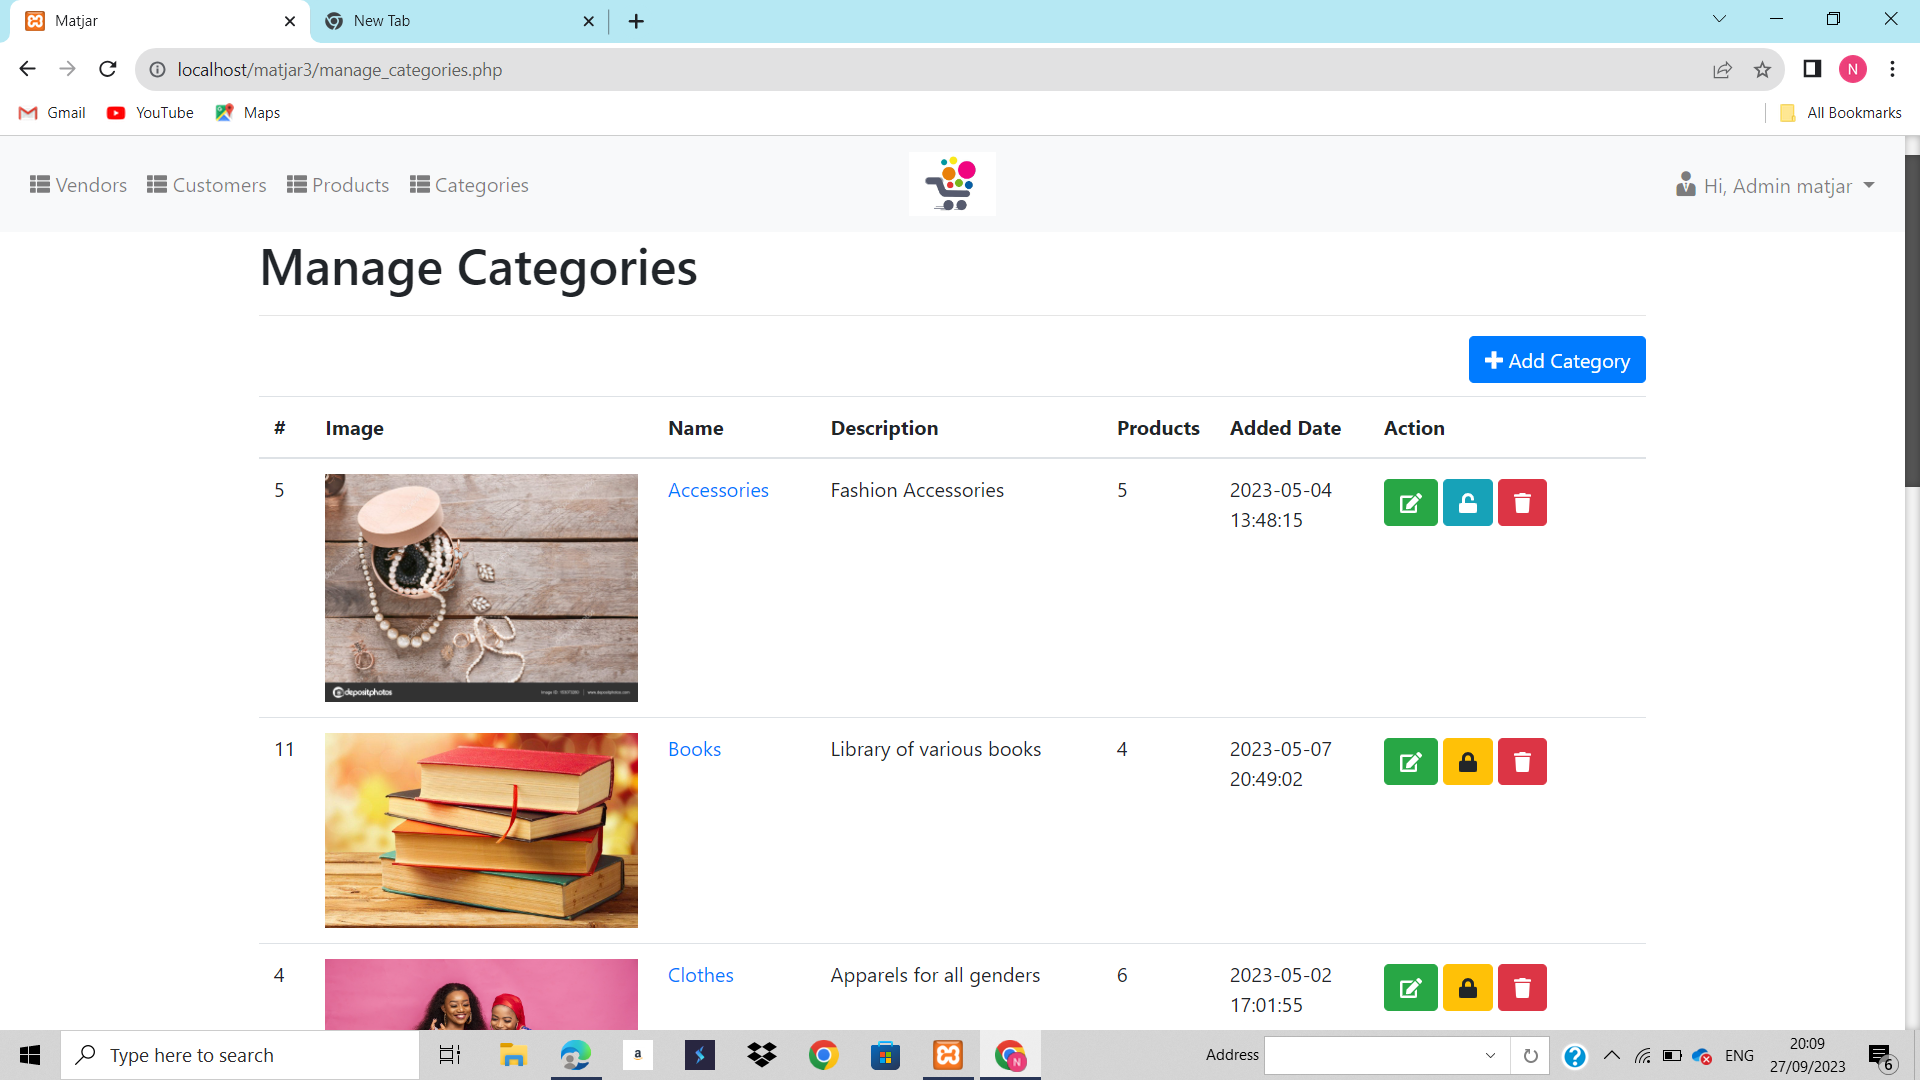 Matjar
New Tab
localhost/matjar3/manage_categories.php
N
Gmail
YouTube
Maps
All Bookmarks
Vendors
Customers
Products
Categories
Hi, Admin matjar
Manage Categories
Add Category
# Image Name Description Products Added Date Action
5 Accessories Fashion Accessories 5 2023-05-04
13:48:15
depositphotos
www.depositphotos.com
11 Books Library of various books 4 2023-05-07
20:49:02
4 Clothes Apparels for all genders 6 2023-05-02
17:01:55
Type here to search
a
N
Address
ENG
20:09
27/09/2023
6